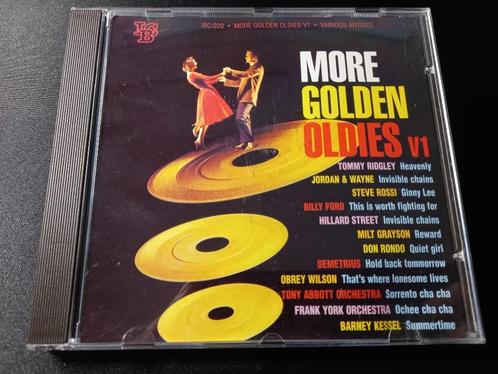 LSB
IBC/220 • MORE GOLDEN OLDIES V1 • VARIOUS ARTISTS
MORE
GOLDEN
OLDIES V1
TOMMY RIDGLEY Heavenly
JORDAN & WAYNE Invisible chains
STEVE ROSSI Ginny Lee
BILLY FORD This is worth fighting for
HILLARD STREET Invisible chains
MILT GRAYSON Reward
DON RONDO Quiet girl
DEMETRIUS Hold back tommorrow
OBREY WILSON That's where lonesome lives
TONY ABBOTT ORCHESTRA Sorrento cha cha
FRANK YORK ORCHESTRA Ochee cha cha
BARNEY KESSEL Summertime